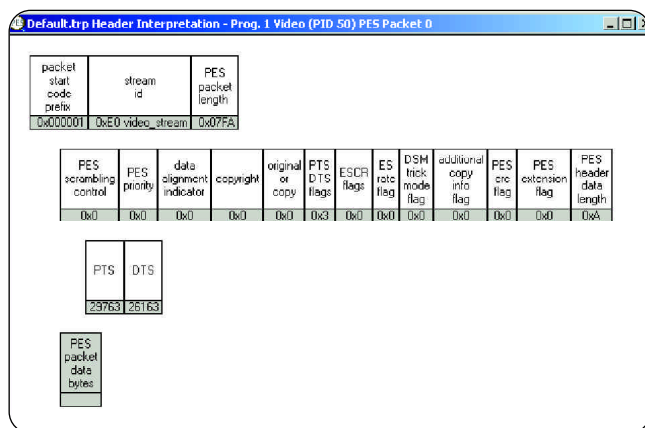 Default.trp Header Interpretation - Prog. 1 Video (PID 50) PES Packet 0
packet start code prefix
stream id
PES packet length
0x000001 0xE0 video_stream 0x07FA
PES scrambling control
PES priority
data alignment indicator
copyright
original or copy
PTS DTS flags
ESCR flags
ES rate flag
DSM trick mode flag
additional copy info flag
PES crc flag
PES extension flag
PES header data length
0x0 0x0 0x0 0x0 0x0 0x3 0x0 0x0 0x0 0x0 0x0 0x0 0xA
PTS DTS
29763 26163
PES packet data bytes